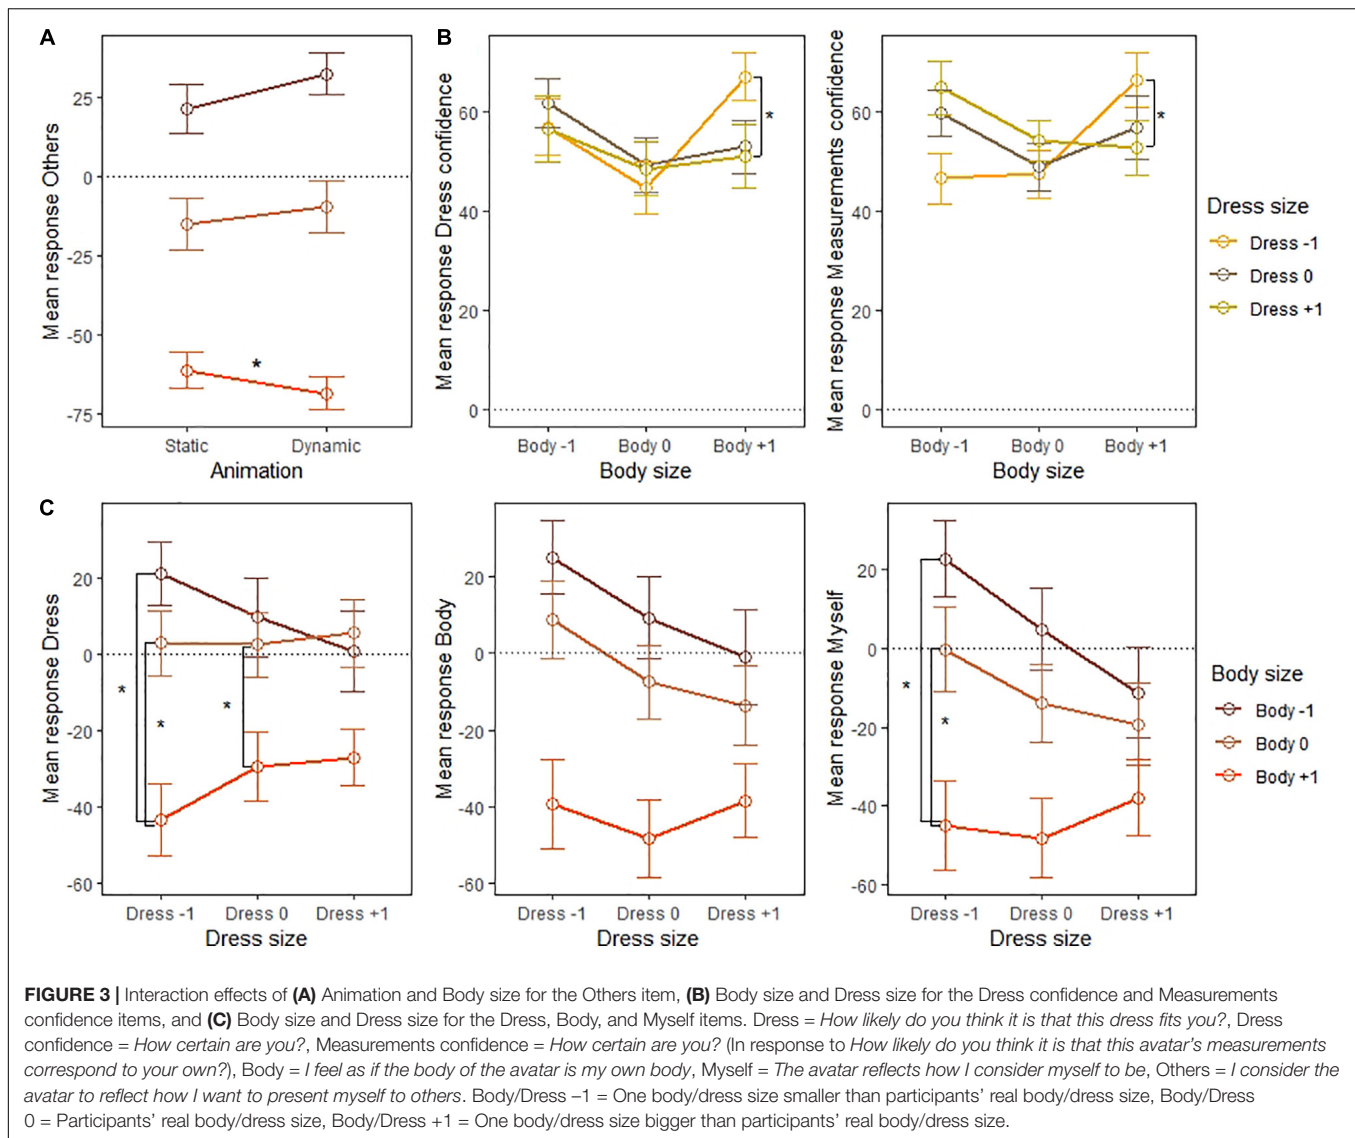 A
Mean response Others
25
0
-25
-50
-75
*
Static
Dynamic
Animation
B
Mean response Dress confidence
60
40
20
0
*
Body -1
Body 0
Body +1
Body size
Mean response Measurements confidence
60
40
20
0
*
Body -1
Body 0
Body +1
Body size
Dress size
Dress -1
Dress 0
Dress +1
C
Mean response Dress
20
0
-20
-40
-60
*
*
*
Dress -1
Dress 0
Dress +1
Dress size
Mean response Body
20
0
-20
-40
-60
Dress -1
Dress 0
Dress +1
Dress size
Mean response Myself
20
0
-20
-40
-60
*
*
Dress -1
Dress 0
Dress +1
Dress size
Body size
Body -1
Body 0
Body +1
FIGURE 3 | Interaction effects of (A) Animation and Body size for the Others item, (B) Body size and Dress size for the Dress confidence and Measurements
confidence items, and (C) Body size and Dress size for the Dress, Body, and Myself items. Dress = How likely do you think it is that this dress fits you?, Dress
confidence = How certain are you?, Measurements confidence = How certain are you? (In response to How likely do you think it is that this avatar's measurements
correspond to your own?), Body = I feel as if the body of the avatar is my own body, Myself = The avatar reflects how I consider myself to be, Others = I consider the
avatar to reflect how I want to present myself to others. Body/Dress −1 = One body/dress size smaller than participants' real body/dress size, Body/Dress
0 = Participants' real body/dress size, Body/Dress +1 = One body/dress size bigger than participants' real body/dress size.